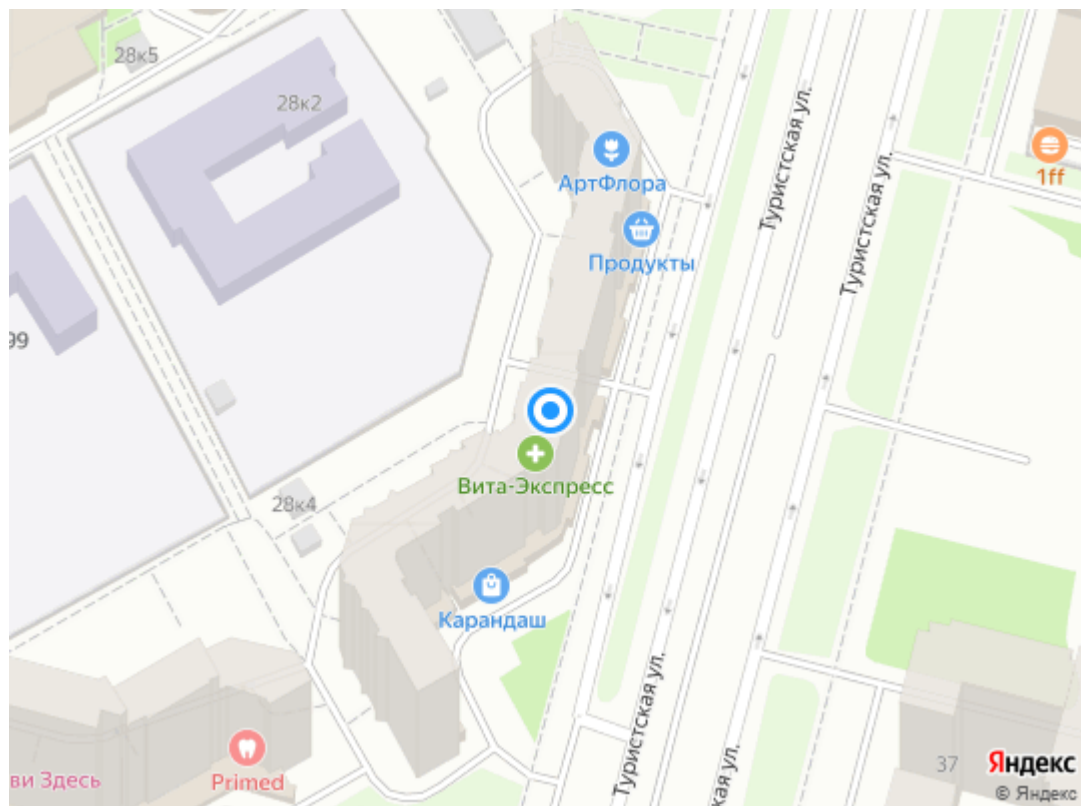 28к5
28к2
Туристская ул.
1ff
АртФлора
Туристская ул.
Продукты
99
Вита-Экспресс
28к4
Карандаш
Туристская ул.
ви Здесь
Primed
кая ул.
37
Яндекс
© Яндекс